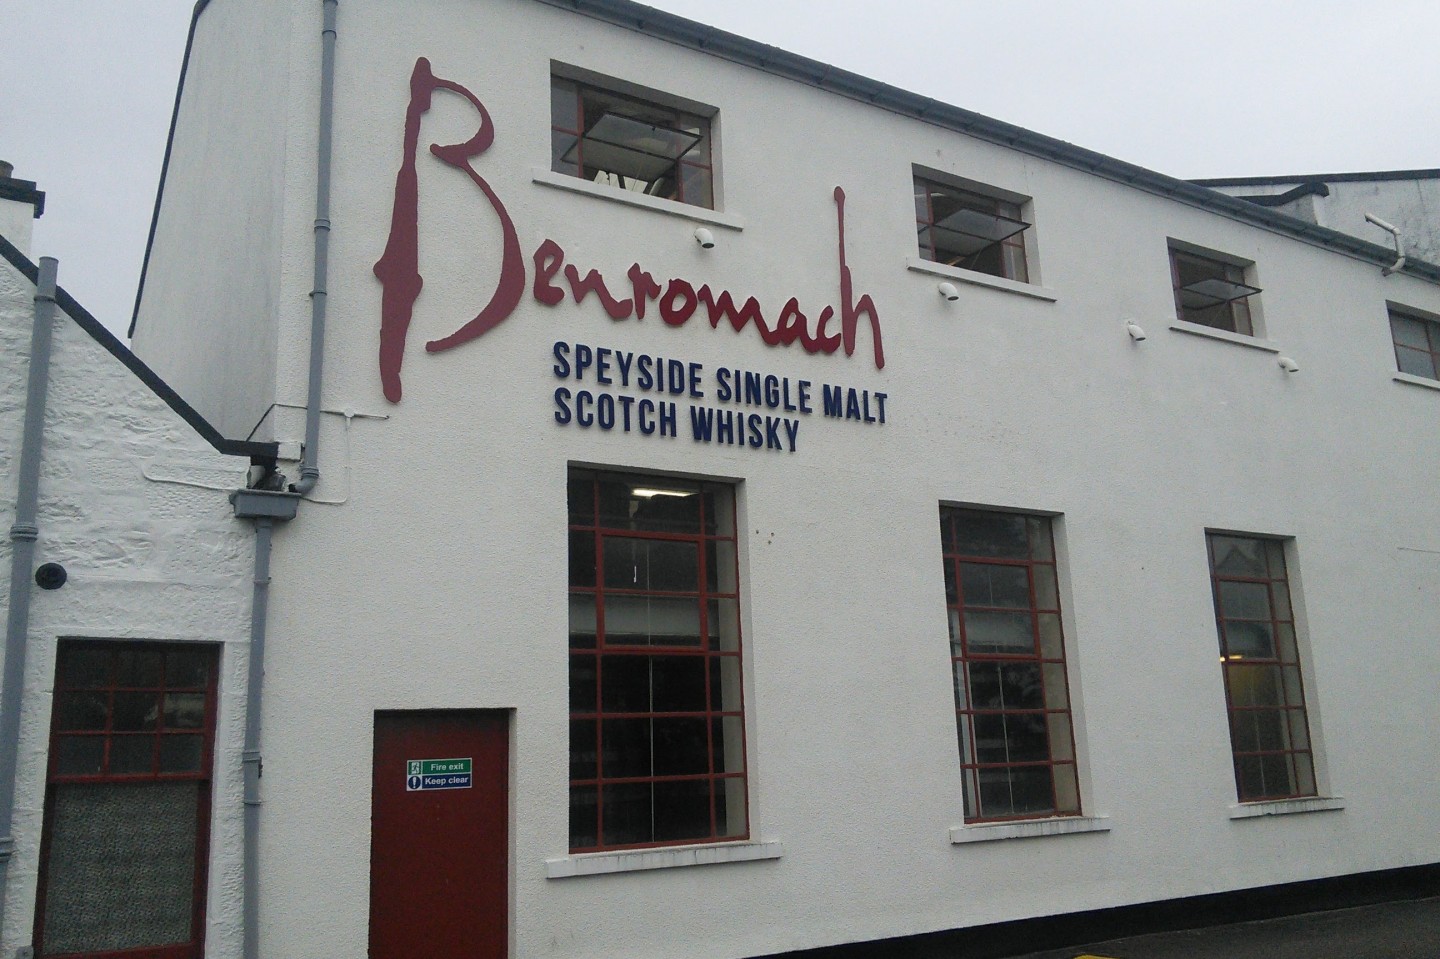 Benromach
SPEYSIDE SINGLE MALT
SCOTCH WHISKY
Fire exit
Keep clear